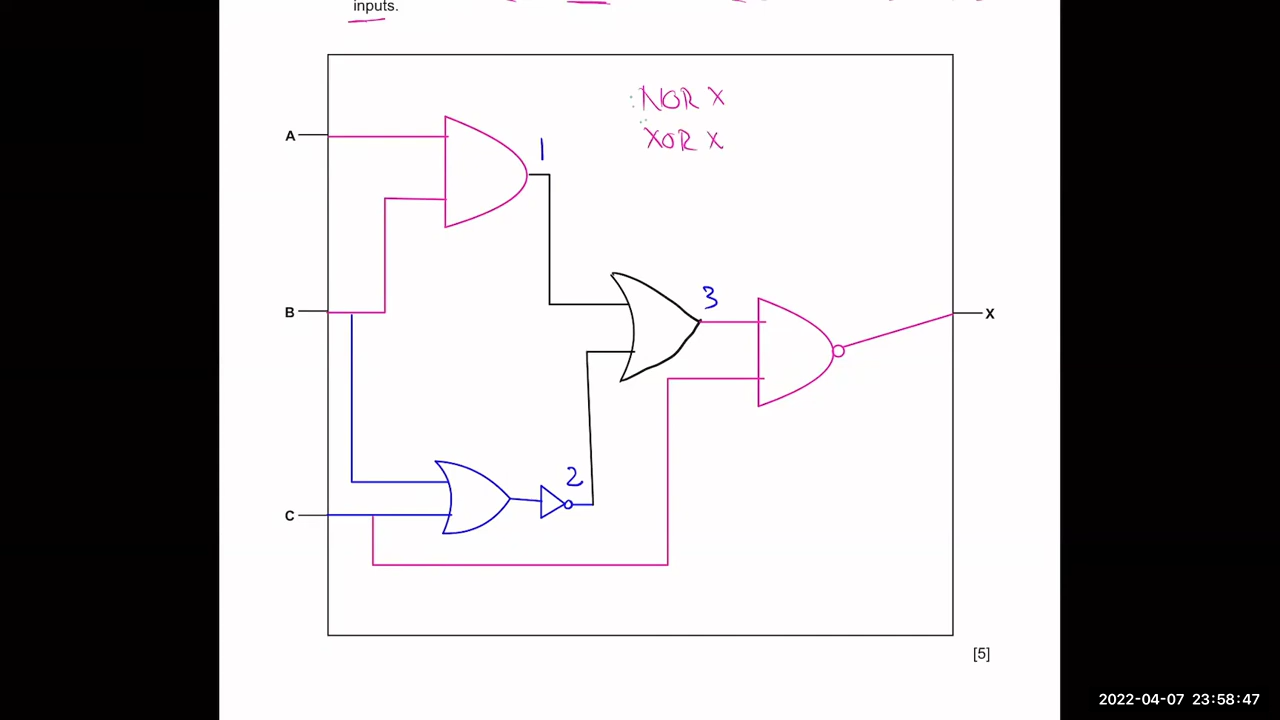 inputs.
NOR X
XOR X
A
1
B
3
X
2
C
[5]
2022-04-07 23:58:47